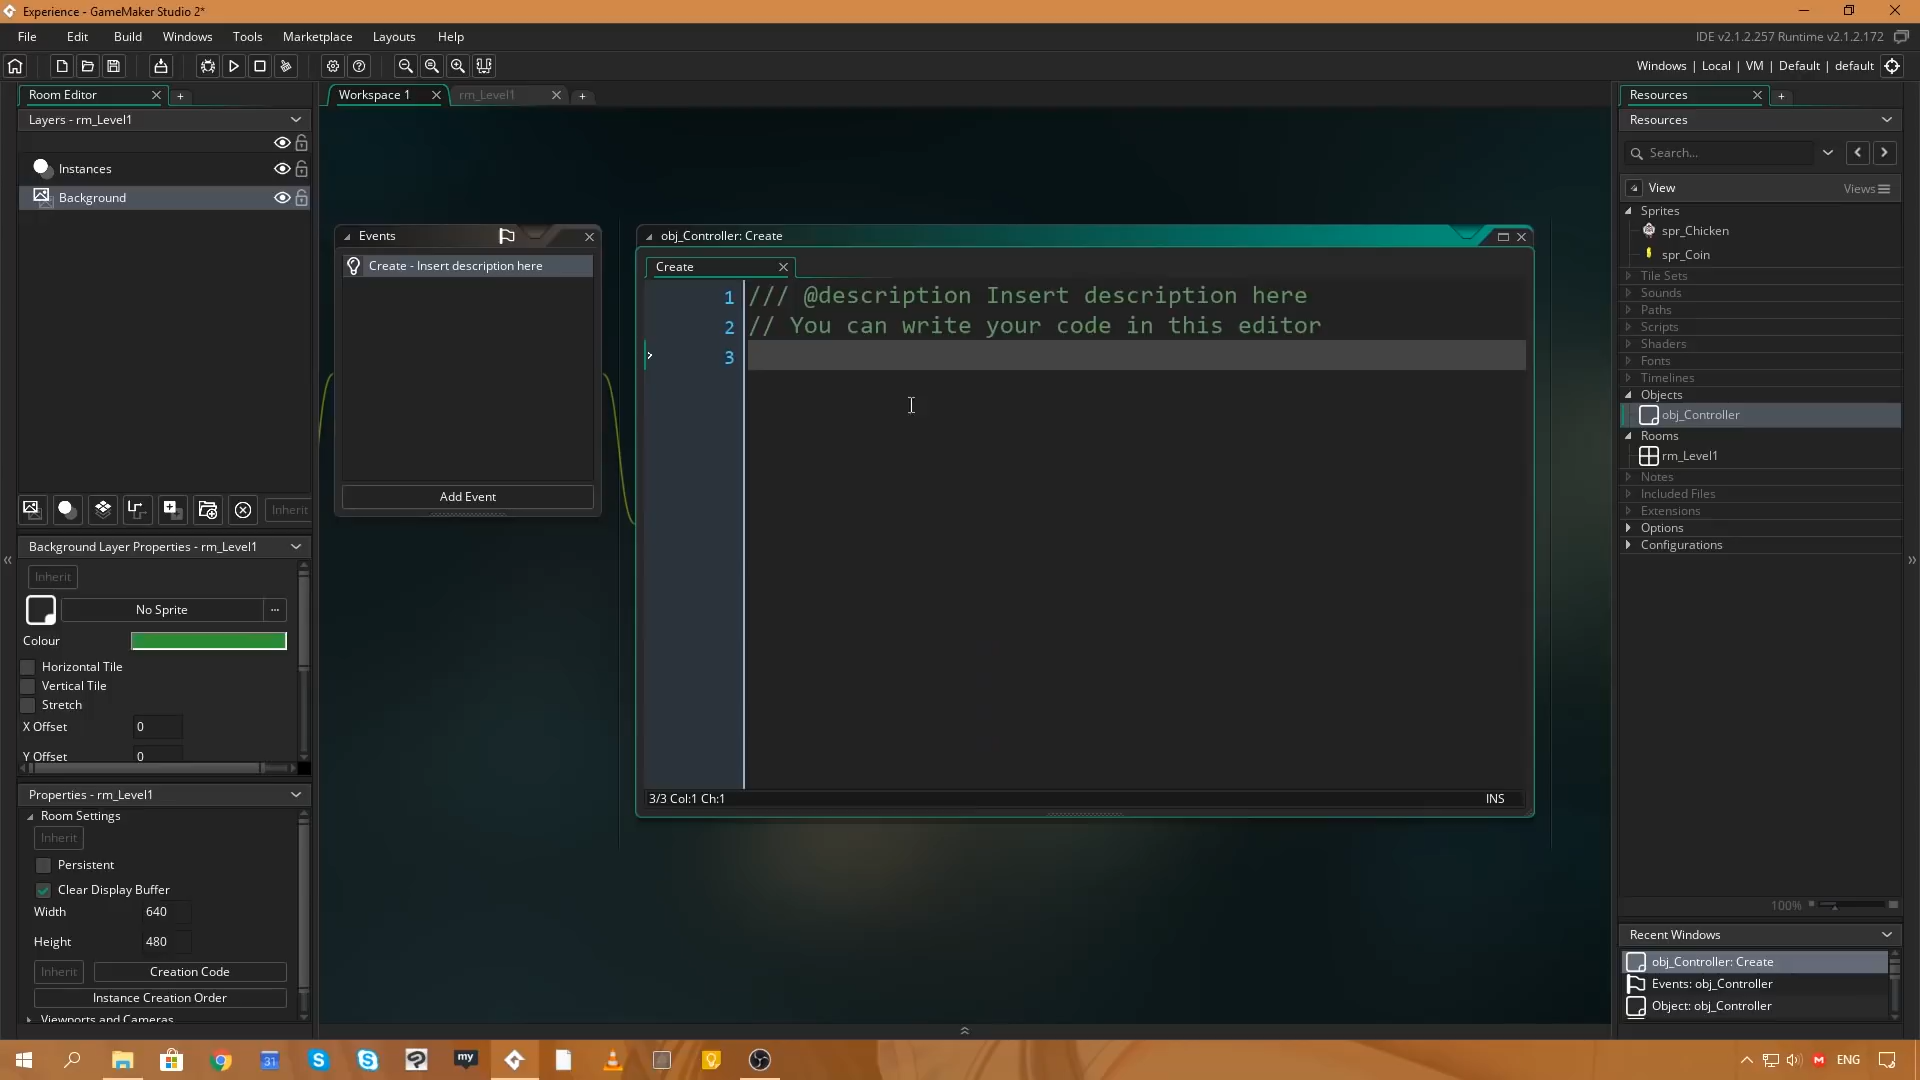 Experience - GameMaker Studio 2*
File Edit Build Windows Tools Marketplace Layouts Help
IDE v2.1.2.257 Runtime v2.1.2.172
Windows | Local | VM | Default | default
Room Editor
Layers - rm_Level1
Instances
Background
Inherit
Background Layer Properties - rm_Level1
Inherit
No Sprite ...
Colour
Horizontal Tile
Vertical Tile
Stretch
X Offset 0
Y Offset 0
Properties - rm_Level1
Room Settings
Inherit
Persistent
Clear Display Buffer
Width 640
Height 480
Inherit Creation Code
Instance Creation Order
Viewports and Cameras
Workspace 1 rm_Level1
Events
Create - Insert description here
Add Event
obj_Controller: Create
Create
1 /// @description Insert description here
2 // You can write your code in this editor
3
3/3 Col:1 Ch:1 INS
Resources
Resources
Search...
View Views
Sprites
spr_Chicken
spr_Coin
Tile Sets
Sounds
Paths
Scripts
Shaders
Fonts
Timelines
Objects
obj_Controller
Rooms
rm_Level1
Notes
Included Files
Extensions
Options
Configurations
100%
Recent Windows
obj_Controller: Create
Events: obj_Controller
Object: obj_Controller
31 my ENG